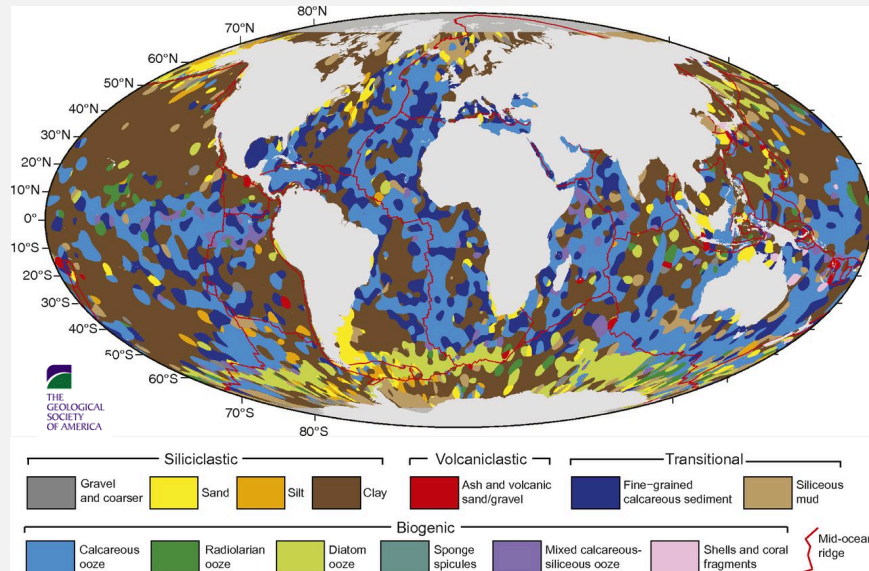 80°N
70°N
60°N
50°N
40°N
30°N
20°N
10°N
0°
10°S
20°S
30°S
40°S
50°S
60°S
70°S
80°S
THE
GEOLOGICAL
SOCIETY
OF AMERICA
Siliciclastic
Volcaniclastic
Transitional
Gravel
and coarser
Sand
Silt
Clay
Ash and volcanic
sand/gravel
Fine-grained
calcareous sediment
Siliceous
mud
Biogenic
Calcareous
ooze
Radiolarian
ooze
Diatom
ooze
Sponge
spicules
Mixed calcareous-
siliceous ooze
Shells and coral
fragments
Mid-ocean
ridge